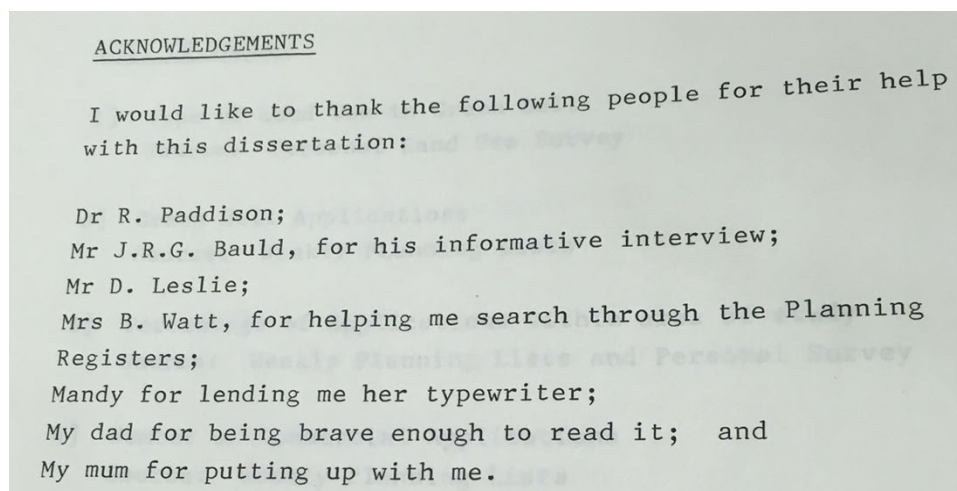 ACKNOWLEDGEMENTS
I would like to thank the following people for their help
with this dissertation:
Dr R. Paddison;
Mr J.R.G. Bauld, for his informative interview;
Mr D. Leslie;
Mrs B. Watt, for helping me search through the Planning
Registers;
Mandy for lending me her typewriter;
My dad for being brave enough to read it; and
My mum for putting up with me.